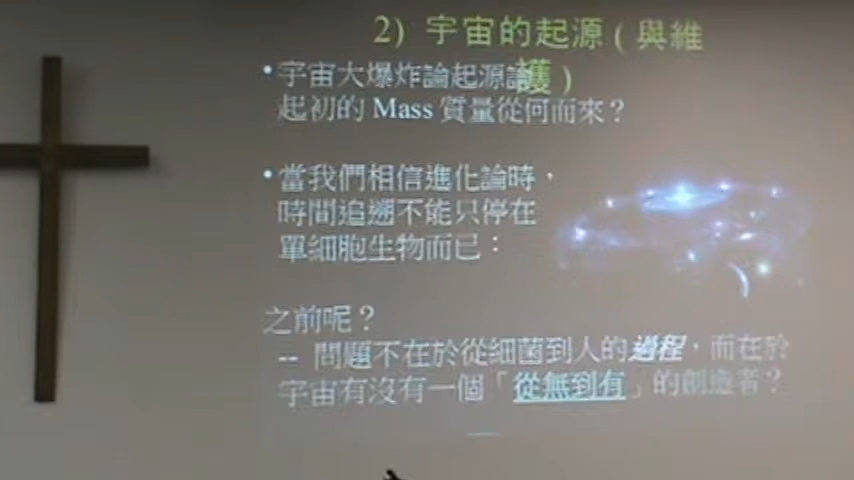 2) 宇宙的起源 ( 與維
護 )
•宇宙大爆炸論起源論
起初的 Mass 質量從何而來？
•當我們相信進化論時，
時間追遡不能只停在
單細胞生物而已：
之前呢？
-- 問題不在於從細菌到人的過程，而在於
宇宙有沒有一個「從無到有」的創造者？